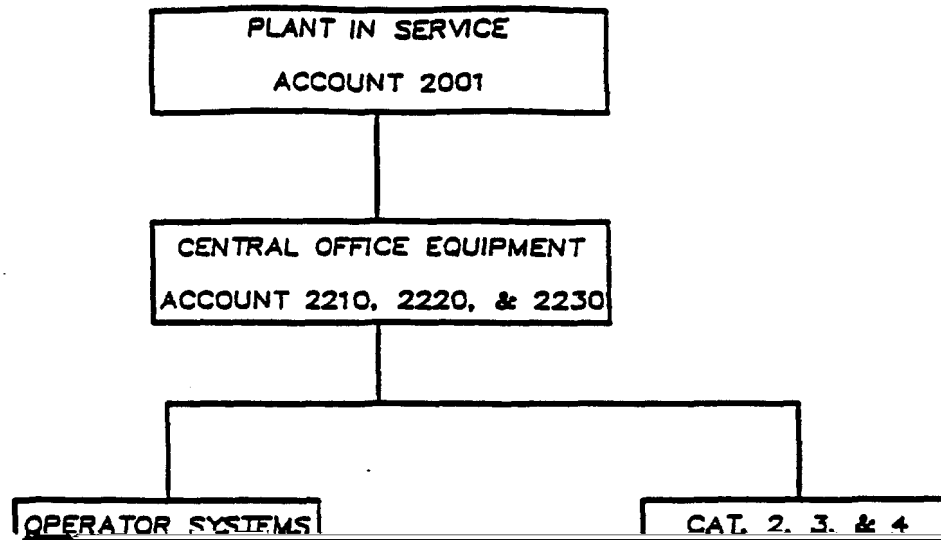 PLANT IN SERVICE
ACCOUNT 2001
CENTRAL OFFICE EQUIPMENT
ACCOUNT 2210, 2220, & 2230
OPERATOR SYSTEMS
CAT. 2, 3, & 4